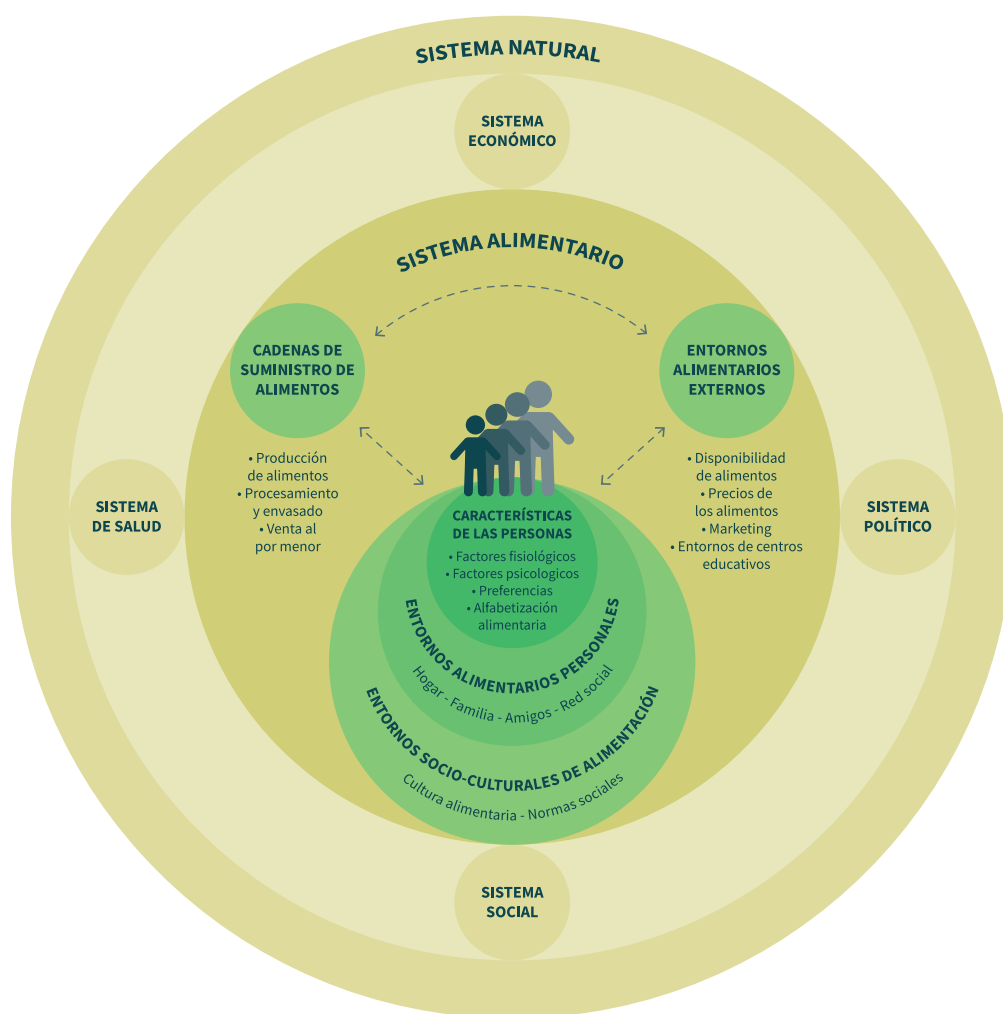 SISTEMA NATURAL
SISTEMA
ECONÓMICO
SISTEMA ALIMENTARIO
CADENAS DE
SUMINISTRO DE
ALIMENTOS
• Producción
de alimentos
• Procesamiento
y envasado
• Venta al
por menor
ENTORNOS
ALIMENTARIOS
EXTERNOS
• Disponibilidad
de alimentos
• Precios de
los alimentos
• Marketing
• Entornos de centros
educativos
SISTEMA
DE SALUD
SISTEMA
POLÍTICO
CARACTERÍSTICAS
DE LAS PERSONAS
• Factores fisiológicos
• Factores psicologicos
• Preferencias
• Alfabetización
alimentaria
ENTORNOS ALIMENTARIOS PERSONALES
Hogar - Familia - Amigos - Red social
ENTORNOS SOCIO-CULTURALES DE ALIMENTACIÓN
Cultura alimentaria - Normas sociales
SISTEMA
SOCIAL